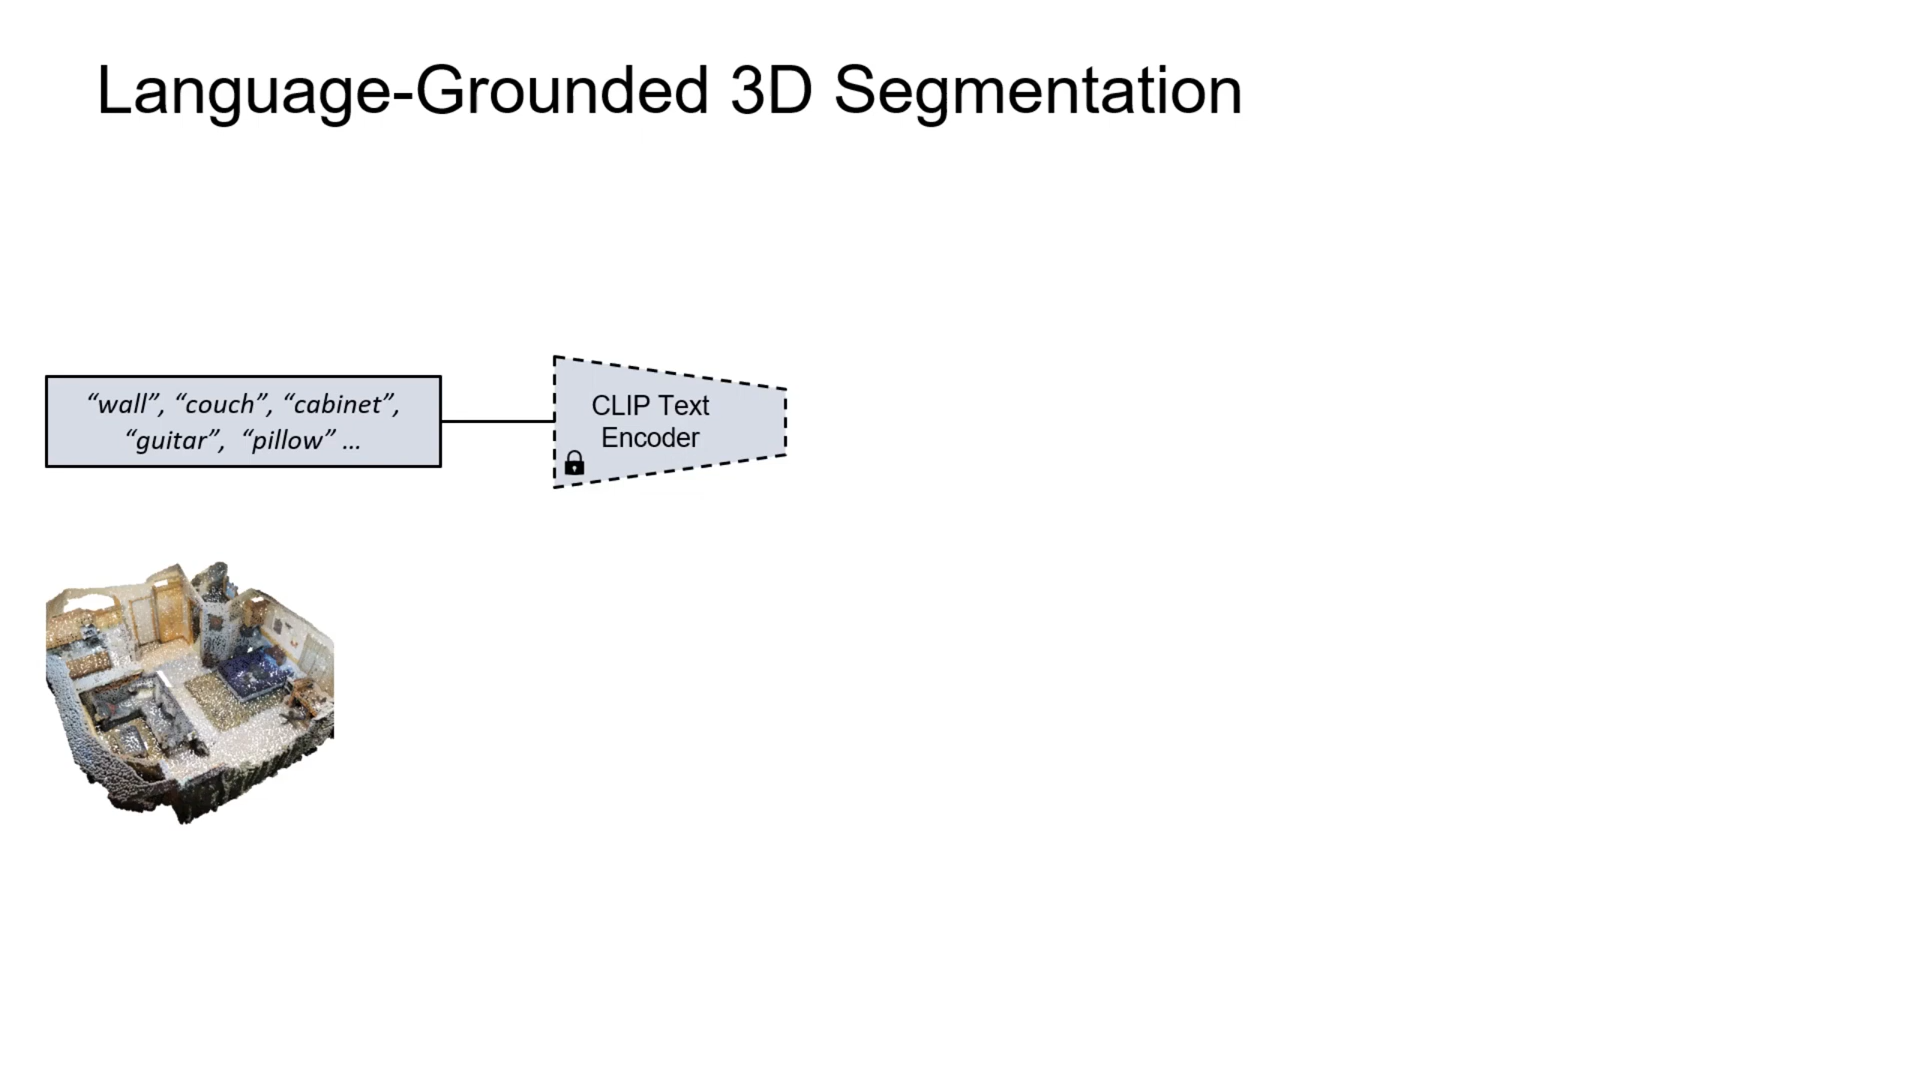 Language-Grounded 3D Segmentation
“wall”, “couch”, “cabinet”,
“guitar”, “pillow” ...
CLIP Text
Encoder